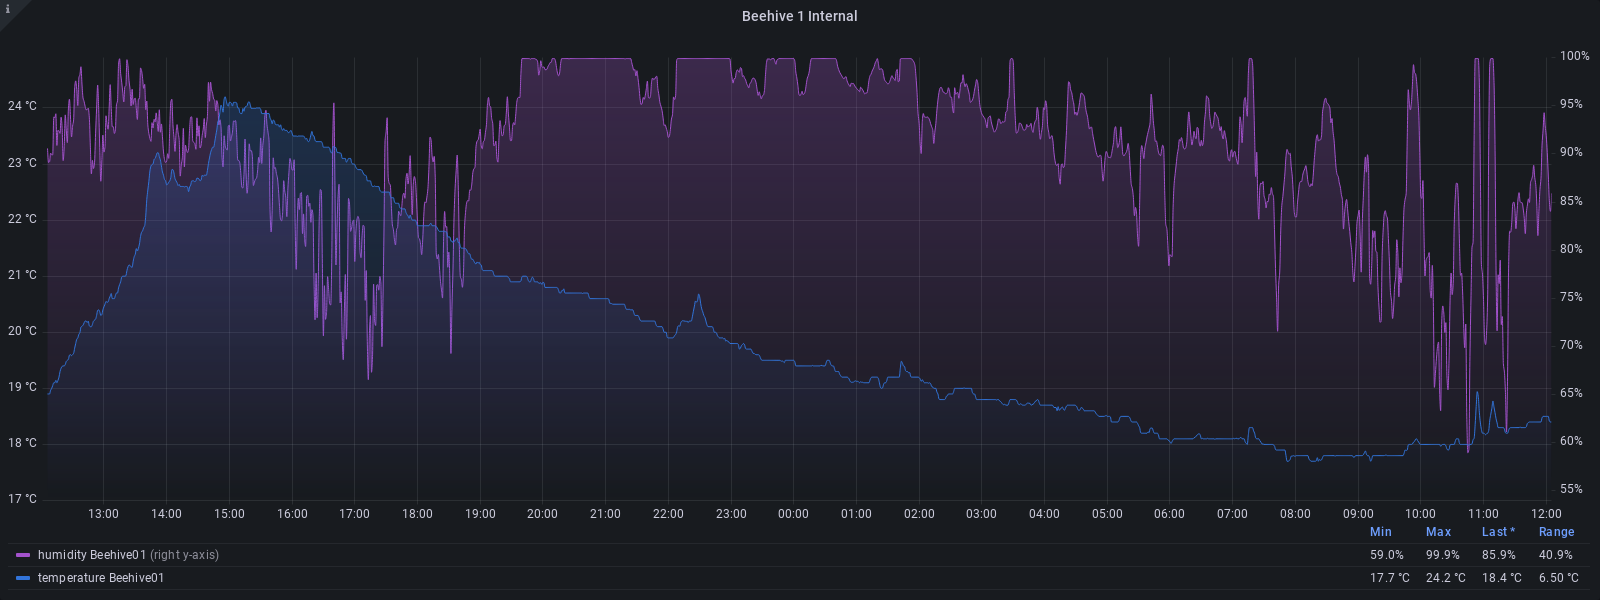 i
Beehive 1 Internal
24 °C
23 °C
22 °C
21 °C
20 °C
19 °C
18 °C
17 °C
100%
95%
90%
85%
80%
75%
70%
65%
60%
55%
13:00 14:00 15:00 16:00 17:00 18:00 19:00 20:00 21:00 22:00 23:00 00:00 01:00 02:00 03:00 04:00 05:00 06:00 07:00 08:00 09:00 10:00 11:00 12:00
Min Max Last * Range
humidity Beehive01 (right y-axis) 59.0% 99.9% 85.9% 40.9%
temperature Beehive01 17.7 °C 24.2 °C 18.4 °C 6.50 °C